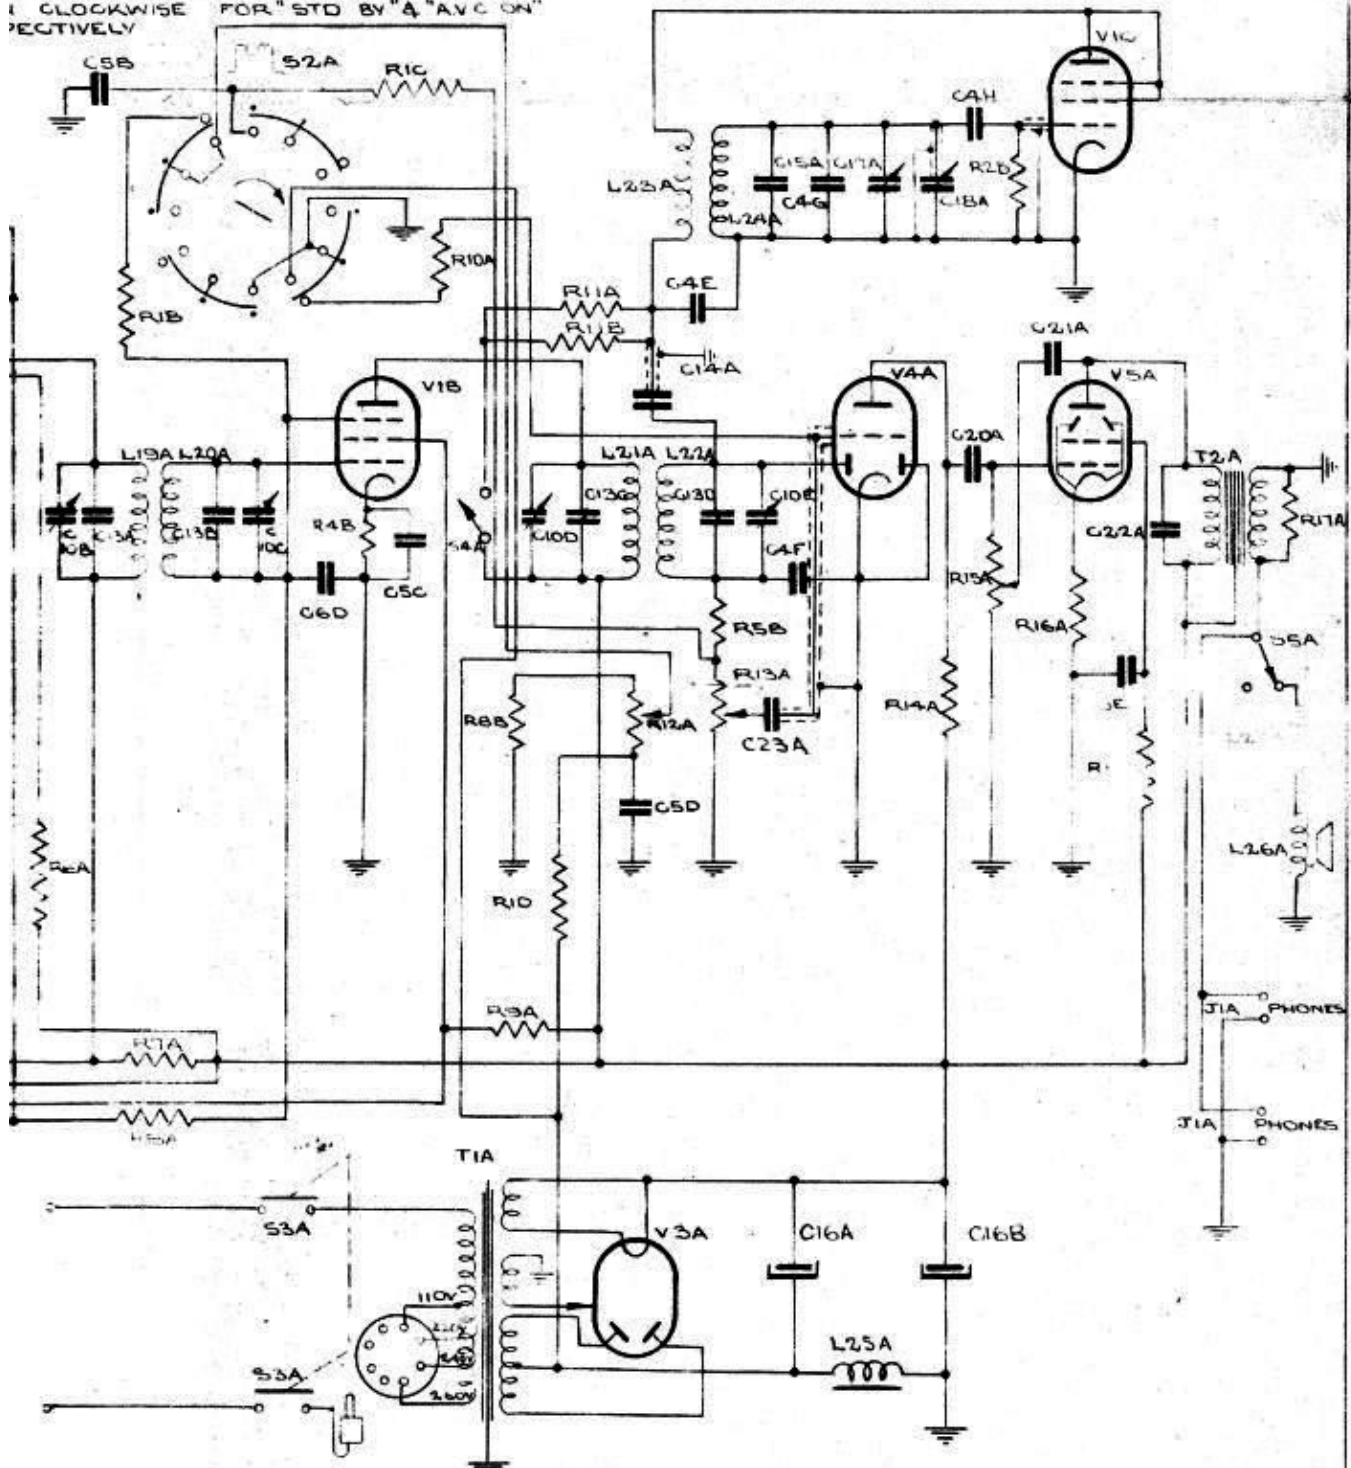 CLOCKWISE FOR "STD BY" & "A.V.C ON"
PECTIVELY
C5B
S2A
R1C
V1C
C4H
L23A
L24A
C15A
C4G
C17A
C18A
R2B
R10A
R1B
R11A
C4E
R11B
C14A
C21A
V1B
V4A
V5A
L19A
L20A
L21A
L22A
C20A
T2A
C13A
C13B
R4B
C5C
C6D
S4A
C10D
C13C
C13D
C10E
C4F
C22A
R17A
R15A
R16A
R5B
S5A
R13A
R8B
R12A
C23A
R14A
C5D
L26A
R1D
R9A
J1A PHONES
R7A
J1A PHONES
T1A
S3A
V3A
C16A
C16B
110V
L25A
S3A
260V